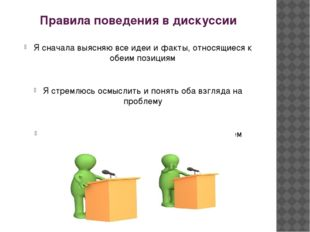 Правила поведения в дискуссии
Я сначала выясняю все идеи и факты, относящиеся к
обеим позициям
Я стремлюсь осмыслить и понять оба взгляда на
проблему